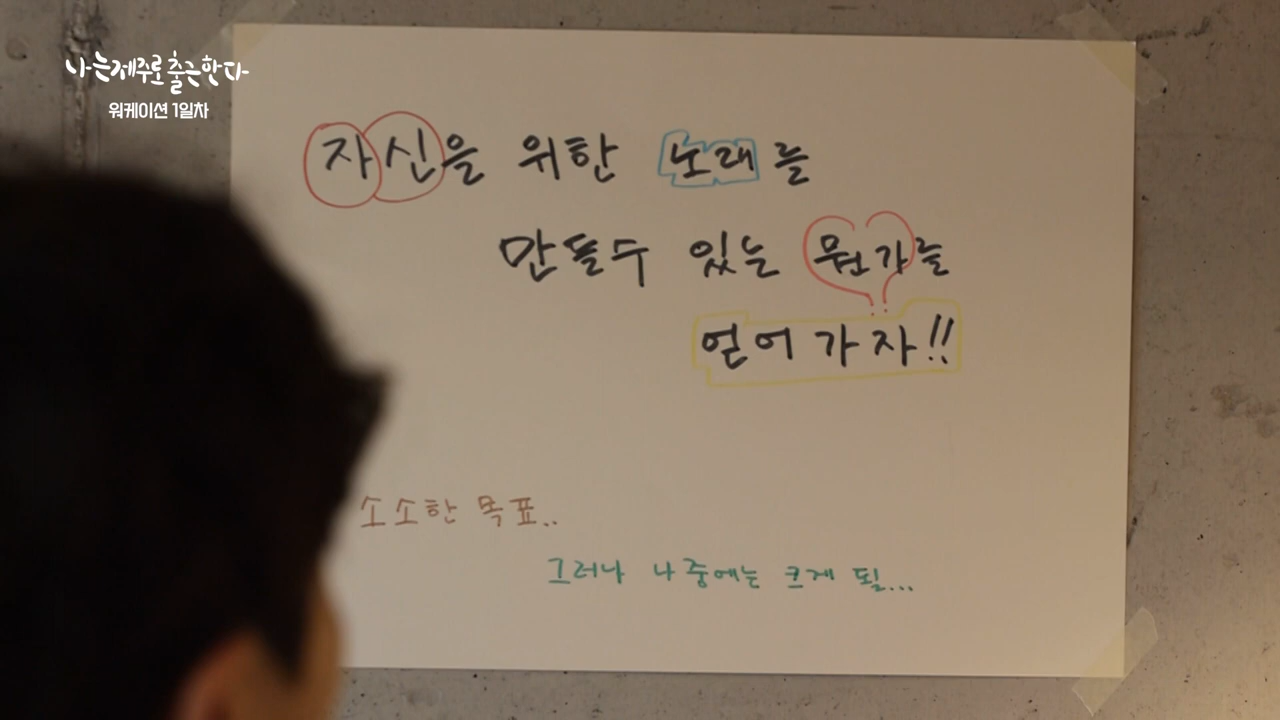 나는 제주로 출근한다
워케이션 1일차
자신을 위한 노래를
만들수 있는 뭔가를
얻어가자!!
소소한 목표..
그러나 나중에는 크게 될...